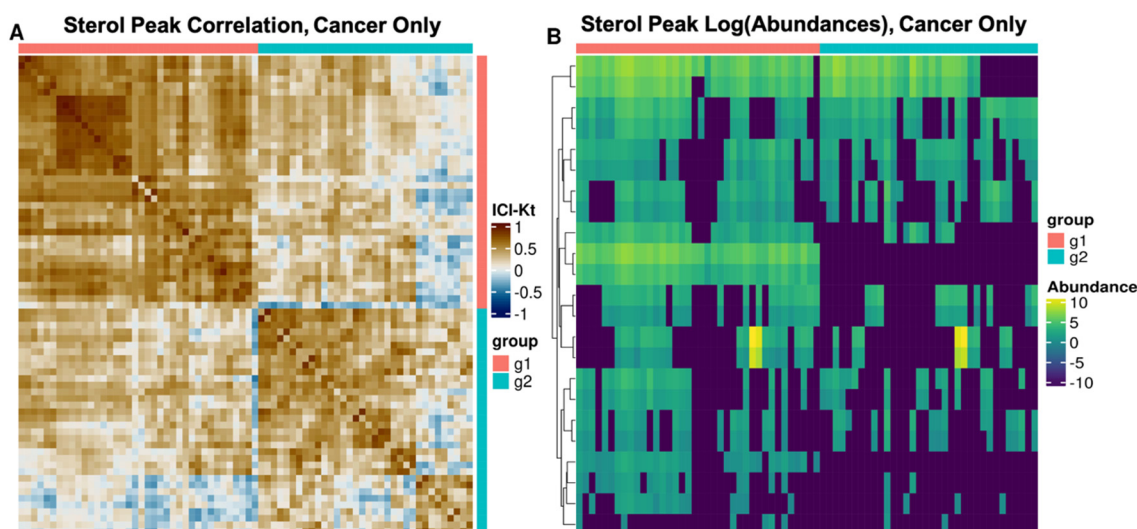 A
Sterol Peak Correlation, Cancer Only
ICI-Kt
1
0.5
0
-0.5
-1
group
g1
g2
B
Sterol Peak Log(Abundances), Cancer Only
group
g1
g2
Abundance
10
5
0
-5
-10